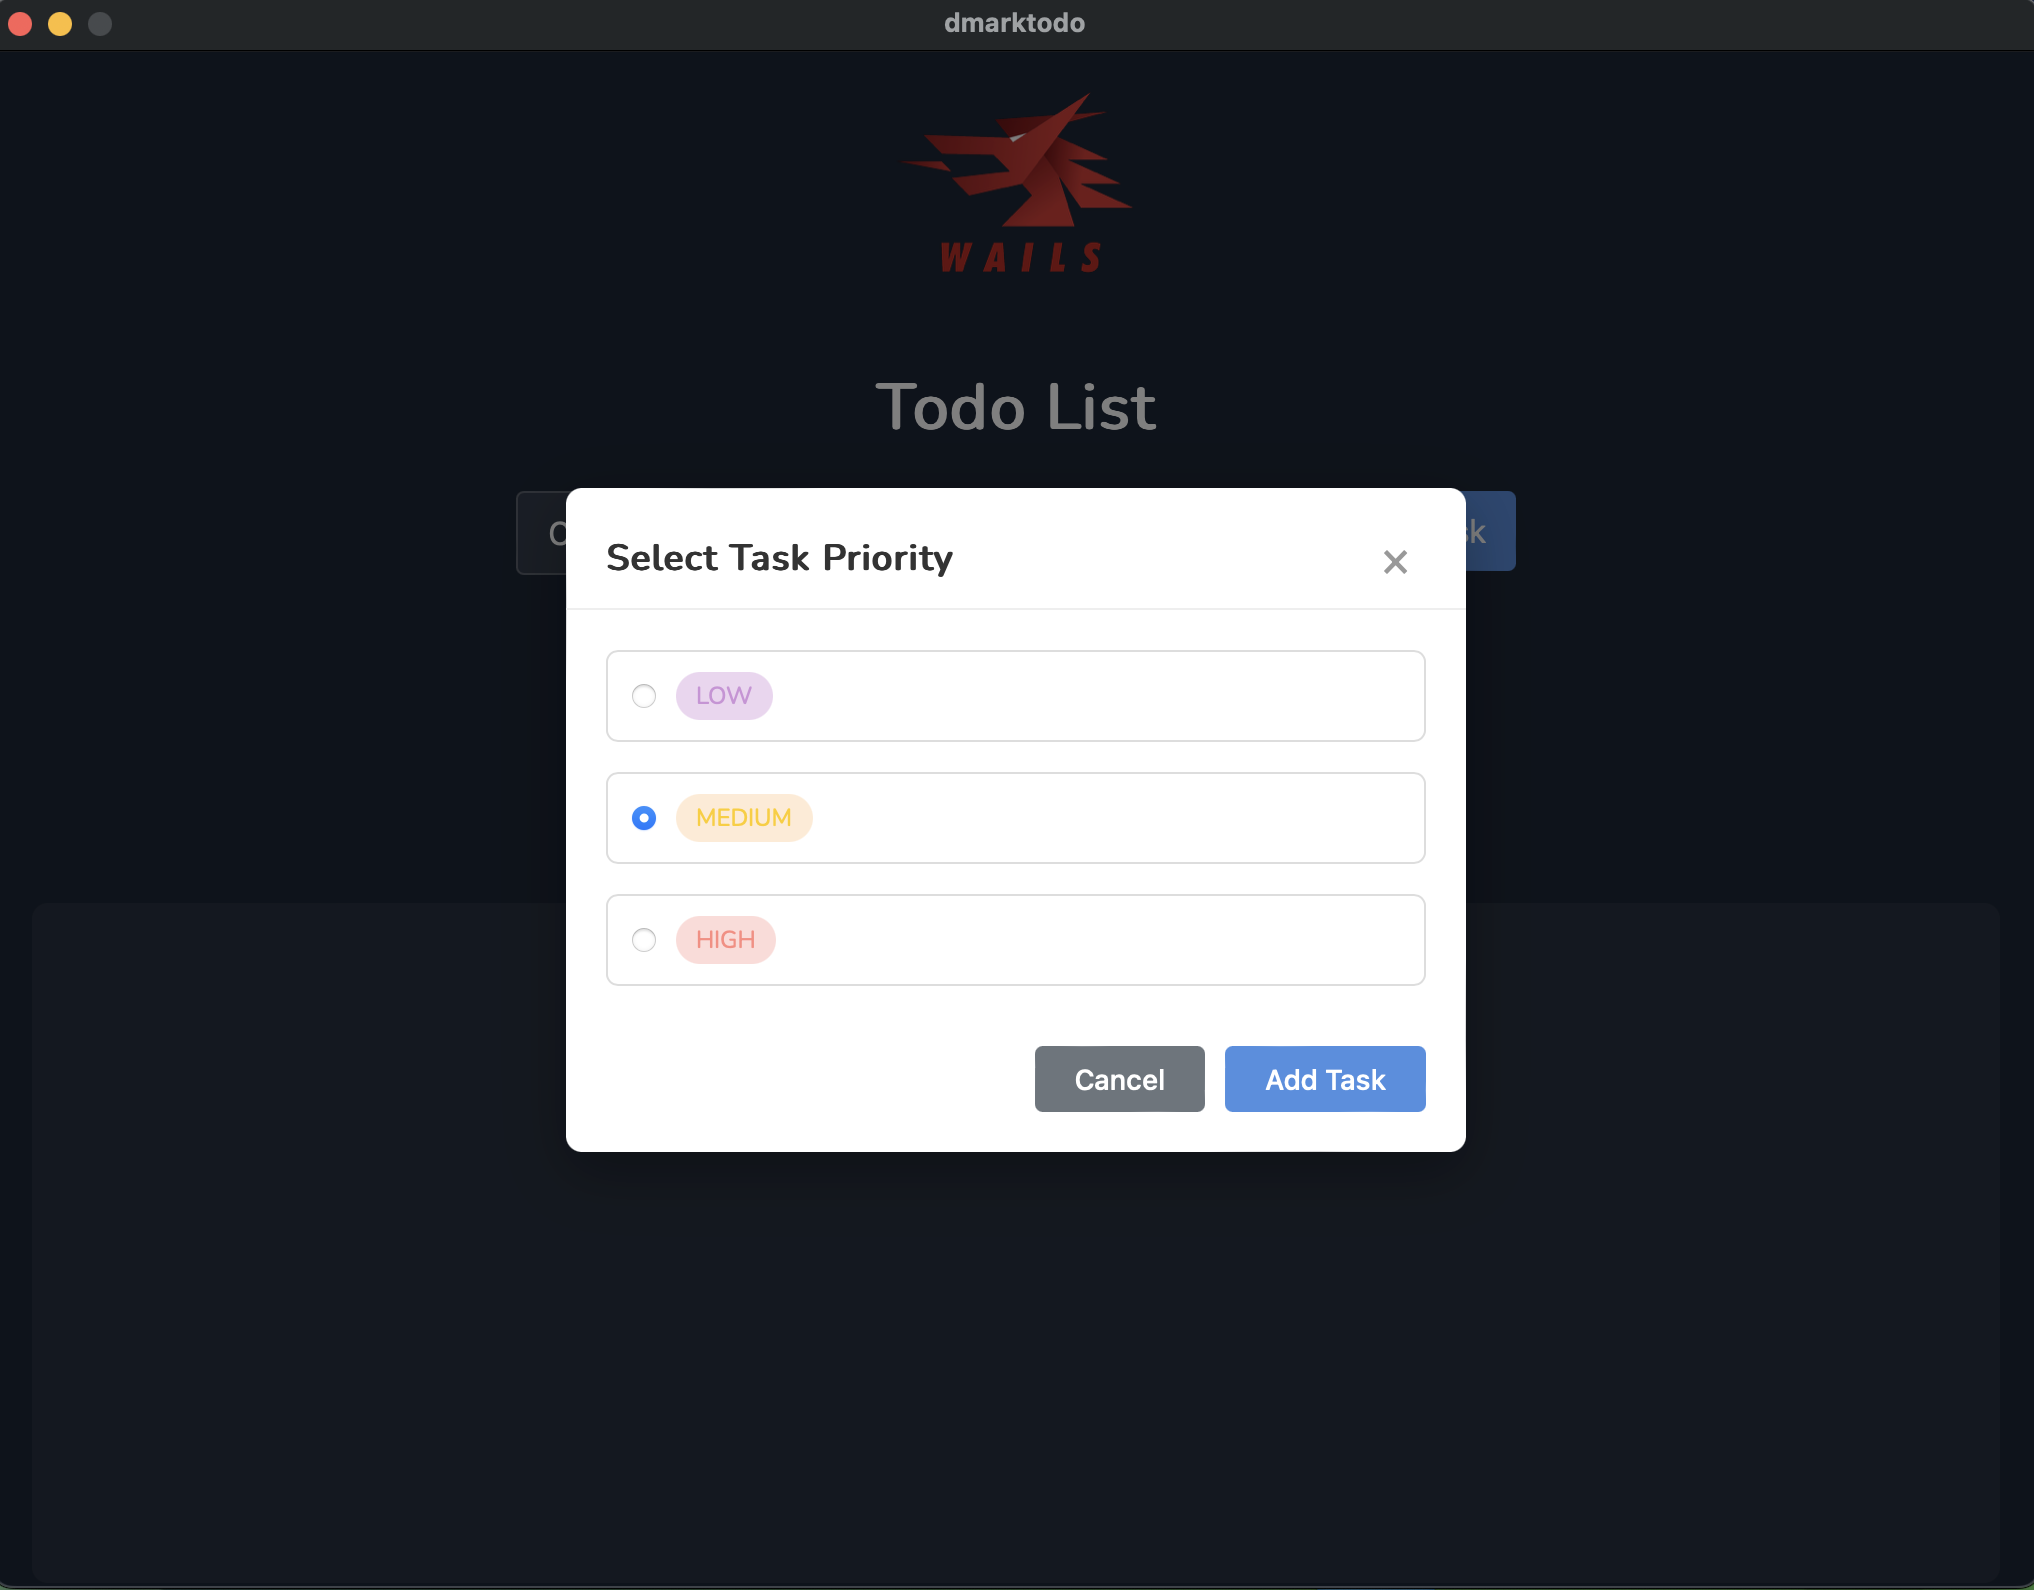 dmarktodo
WAILS
Todo List
Select Task Priority
LOW
MEDIUM
HIGH
Cancel
Add Task